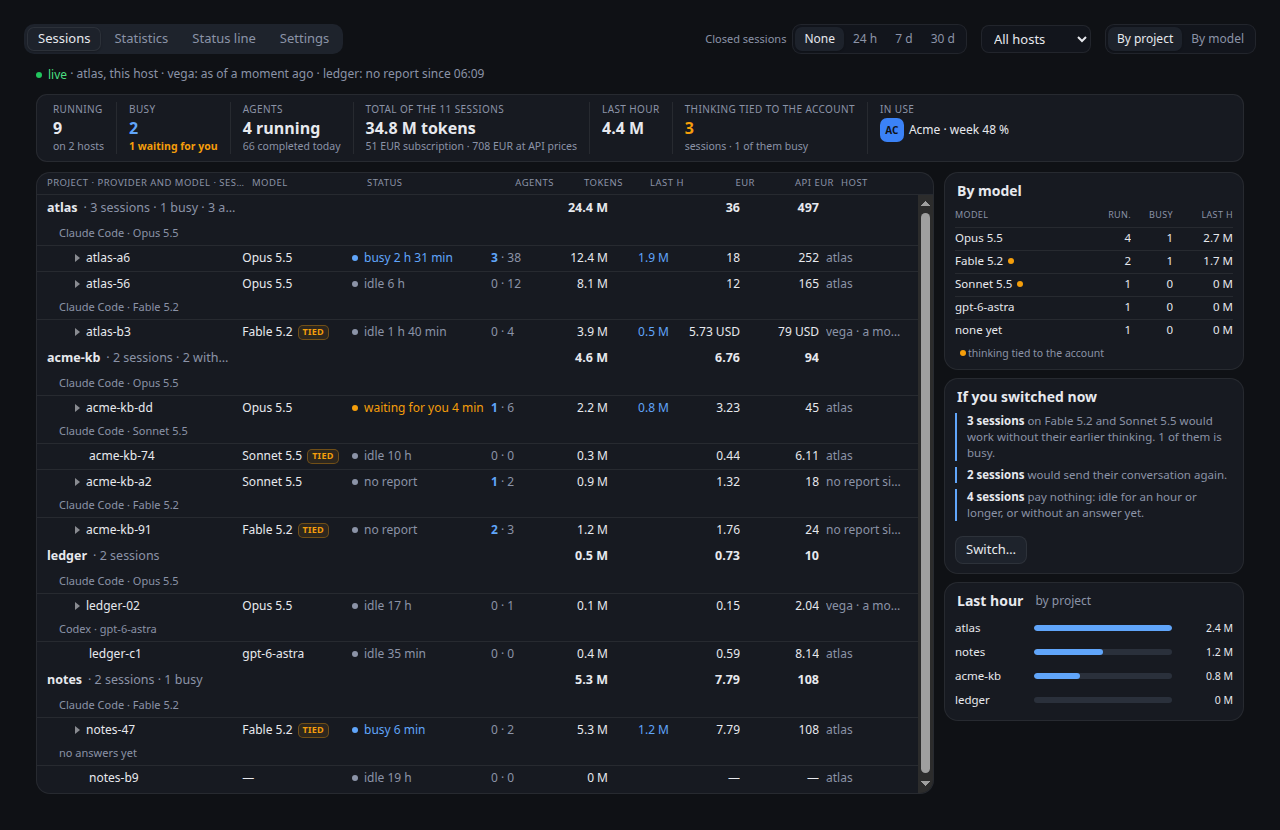 Sessions Statistics Status line Settings Closed sessions None 24 h 7 d 30 d All hosts By project By model
live · atlas, this host · vega: as of a moment ago · ledger: no report since 06:09
RUNNING BUSY AGENTS TOTAL OF THE 11 SESSIONS LAST HOUR THINKING TIED TO THE ACCOUNT IN USE
9 2 4 running 34.8 M tokens 4.4 M 3 AC Acme · week 48 %
on 2 hosts 1 waiting for you 66 completed today 51 EUR subscription · 708 EUR at API prices sessions · 1 of them busy
PROJECT · PROVIDER AND MODEL · SES... MODEL STATUS AGENTS TOKENS LAST H EUR API EUR HOST
atlas · 3 sessions · 1 busy · 3 a... 24.4 M 36 497
Claude Code · Opus 5.5
atlas-a6 Opus 5.5 busy 2 h 31 min 3 · 38 12.4 M 1.9 M 18 252 atlas
atlas-56 Opus 5.5 idle 6 h 0 · 12 8.1 M 12 165 atlas
Claude Code · Fable 5.2
atlas-b3 Fable 5.2 TIED idle 1 h 40 min 0 · 4 3.9 M 0.5 M 5.73 USD 79 USD vega · a mo...
acme-kb · 2 sessions · 2 with... 4.6 M 6.76 94
Claude Code · Opus 5.5
acme-kb-dd Opus 5.5 waiting for you 4 min 1 · 6 2.2 M 0.8 M 3.23 45 atlas
Claude Code · Sonnet 5.5
acme-kb-74 Sonnet 5.5 TIED idle 10 h 0 · 0 0.3 M 0.44 6.11 atlas
acme-kb-a2 Sonnet 5.5 no report 1 · 2 0.9 M 1.32 18 no report si...
Claude Code · Fable 5.2
acme-kb-91 Fable 5.2 TIED no report 2 · 3 1.2 M 1.76 24 no report si...
ledger · 2 sessions 0.5 M 0.73 10
Claude Code · Opus 5.5
ledger-02 Opus 5.5 idle 17 h 0 · 1 0.1 M 0.15 2.04 vega · a mo...
Codex · gpt-6-astra
ledger-c1 gpt-6-astra idle 35 min 0 · 0 0.4 M 0.59 8.14 atlas
notes · 2 sessions · 1 busy 5.3 M 7.79 108
Claude Code · Fable 5.2
notes-47 Fable 5.2 TIED busy 6 min 0 · 2 5.3 M 1.2 M 7.79 108 atlas
no answers yet
notes-b9 — idle 19 h 0 · 0 0 M — — atlas
By model
MODEL RUN. BUSY LAST H
Opus 5.5 4 1 2.7 M
Fable 5.2 2 1 1.7 M
Sonnet 5.5 1 0 0 M
gpt-6-astra 1 0 0 M
none yet 1 0 0 M
thinking tied to the account
If you switched now
3 sessions on Fable 5.2 and Sonnet 5.5 would
work without their earlier thinking. 1 of them is
busy.
2 sessions would send their conversation again.
4 sessions pay nothing: idle for an hour or
longer, or without an answer yet.
Switch...
Last hour by project
atlas 2.4 M
notes 1.2 M
acme-kb 0.8 M
ledger 0 M